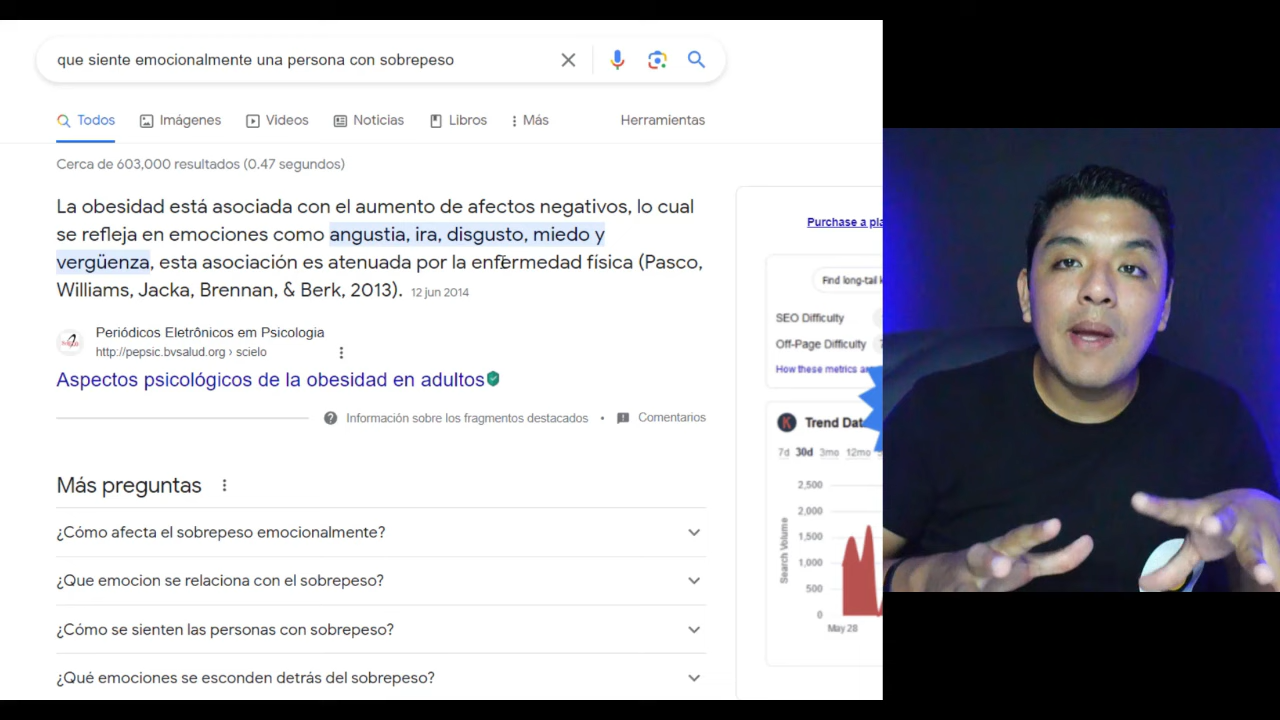 que siente emocionalmente una persona con sobrepeso
Todos Imágenes Videos Noticias Libros Más Herramientas
Cerca de 603,000 resultados (0.47 segundos)
La obesidad está asociada con el aumento de afectos negativos, lo cual
se refleja en emociones como angustia, ira, disgusto, miedo y
vergüenza, esta asociación es atenuada por la enfermedad física (Pasco,
Williams, Jacka, Brennan, & Berk, 2013). 12 jun 2014
Periódicos Eletrônicos em Psicologia
http://pepsic.bvsalud.org › scielo
Aspectos psicológicos de la obesidad en adultos
Información sobre los fragmentos destacados • Comentarios
Más preguntas
¿Cómo afecta el sobrepeso emocionalmente?
¿Que emocion se relaciona con el sobrepeso?
¿Cómo se sienten las personas con sobrepeso?
¿Qué emociones se esconden detrás del sobrepeso?
Purchase a
Find long-tail
SEO Difficulty
Off-Page Difficulty
How these metrics
K Trend
7d 30d 3mo 12mo
2,500
2,000
1,500
1,000
500
0
Search Volume
May 28